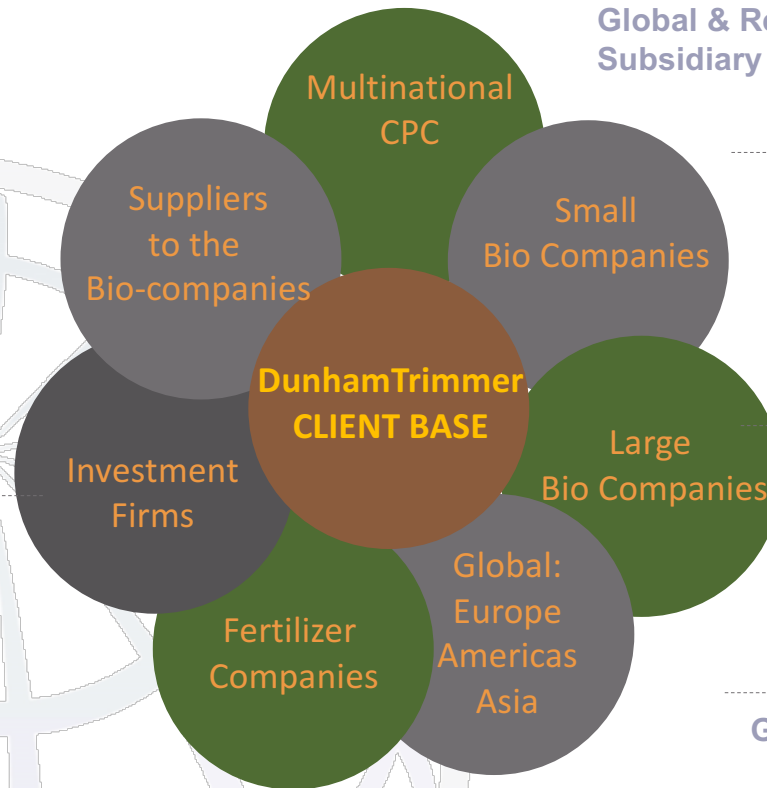 Global &
Subsidiary
Multinational
CPC
Suppliers
to the
Bio-companies
Small
Bio Companies
DunhamTrimmer
CLIENT BASE
Large
Bio Companies
Investment
Firms
Global:
Europe
Americas
Asia
Fertilizer
Companies